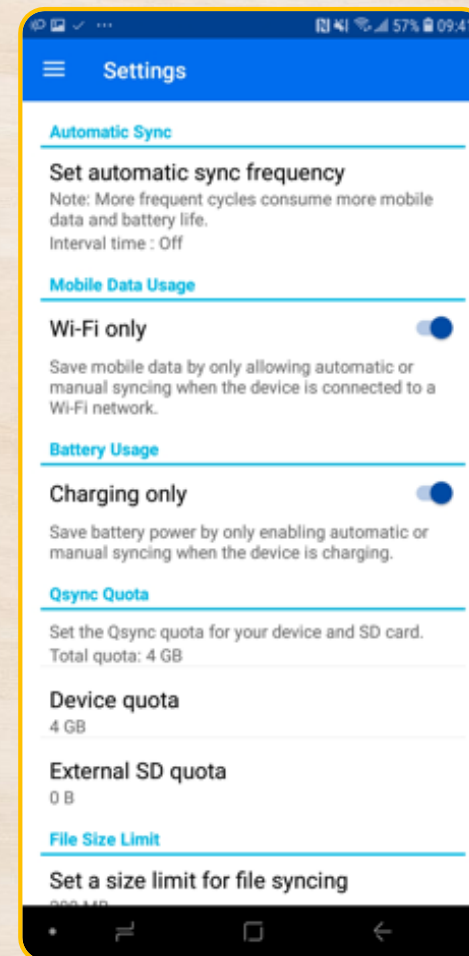 57% 09:41
Settings
Automatic Sync
Set automatic sync frequency
Note: More frequent cycles consume more mobile
data and battery life.
Interval time : Off
Mobile Data Usage
Wi-Fi only
Save mobile data by only allowing automatic or
manual syncing when the device is connected to a
Wi-Fi network.
Battery Usage
Charging only
Save battery power by only enabling automatic or
manual syncing when the device is charging.
Qsync Quota
Set the Qsync quota for your device and SD card.
Total quota: 4 GB
Device quota
4 GB
External SD quota
0 B
File Size Limit
Set a size limit for file syncing